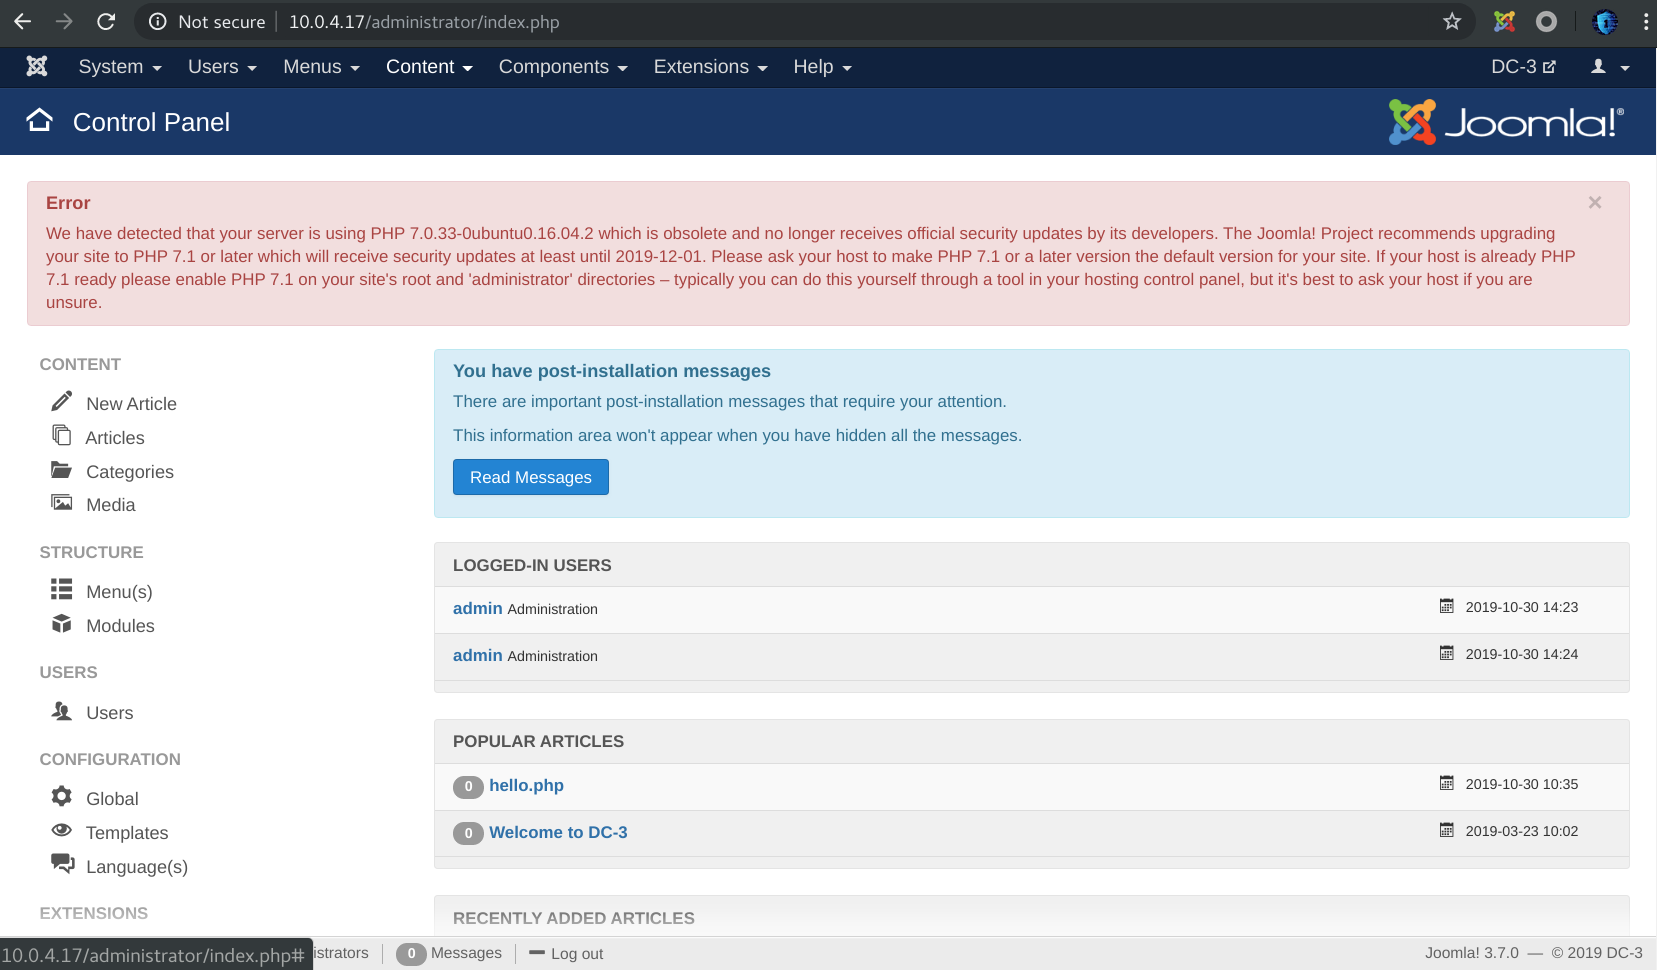 Not secure 10.0.4.17/administrator/index.php
System Users Menus Content Components Extensions Help DC-3
Control Panel
Joomla!®
Error
We have detected that your server is using PHP 7.0.33-0ubuntu0.16.04.2 which is obsolete and no longer receives official security updates by its developers. The Joomla! Project recommends upgrading
your site to PHP 7.1 or later which will receive security updates at least until 2019-12-01. Please ask your host to make PHP 7.1 or a later version the default version for your site. If your host is already PHP
7.1 ready please enable PHP 7.1 on your site's root and 'administrator' directories – typically you can do this yourself through a tool in your hosting control panel, but it's best to ask your host if you are
unsure.
CONTENT
New Article
Articles
Categories
Media
STRUCTURE
Menu(s)
Modules
USERS
Users
CONFIGURATION
Global
Templates
Language(s)
EXTENSIONS
You have post-installation messages
There are important post-installation messages that require your attention.
This information area won't appear when you have hidden all the messages.
Read Messages
LOGGED-IN USERS
admin Administration 2019-10-30 14:23
admin Administration 2019-10-30 14:24
POPULAR ARTICLES
0 hello.php 2019-10-30 10:35
0 Welcome to DC-3 2019-03-23 10:02
RECENTLY ADDED ARTICLES
10.0.4.17/administrator/index.php# istrators 0 Messages Log out Joomla! 3.7.0 — © 2019 DC-3